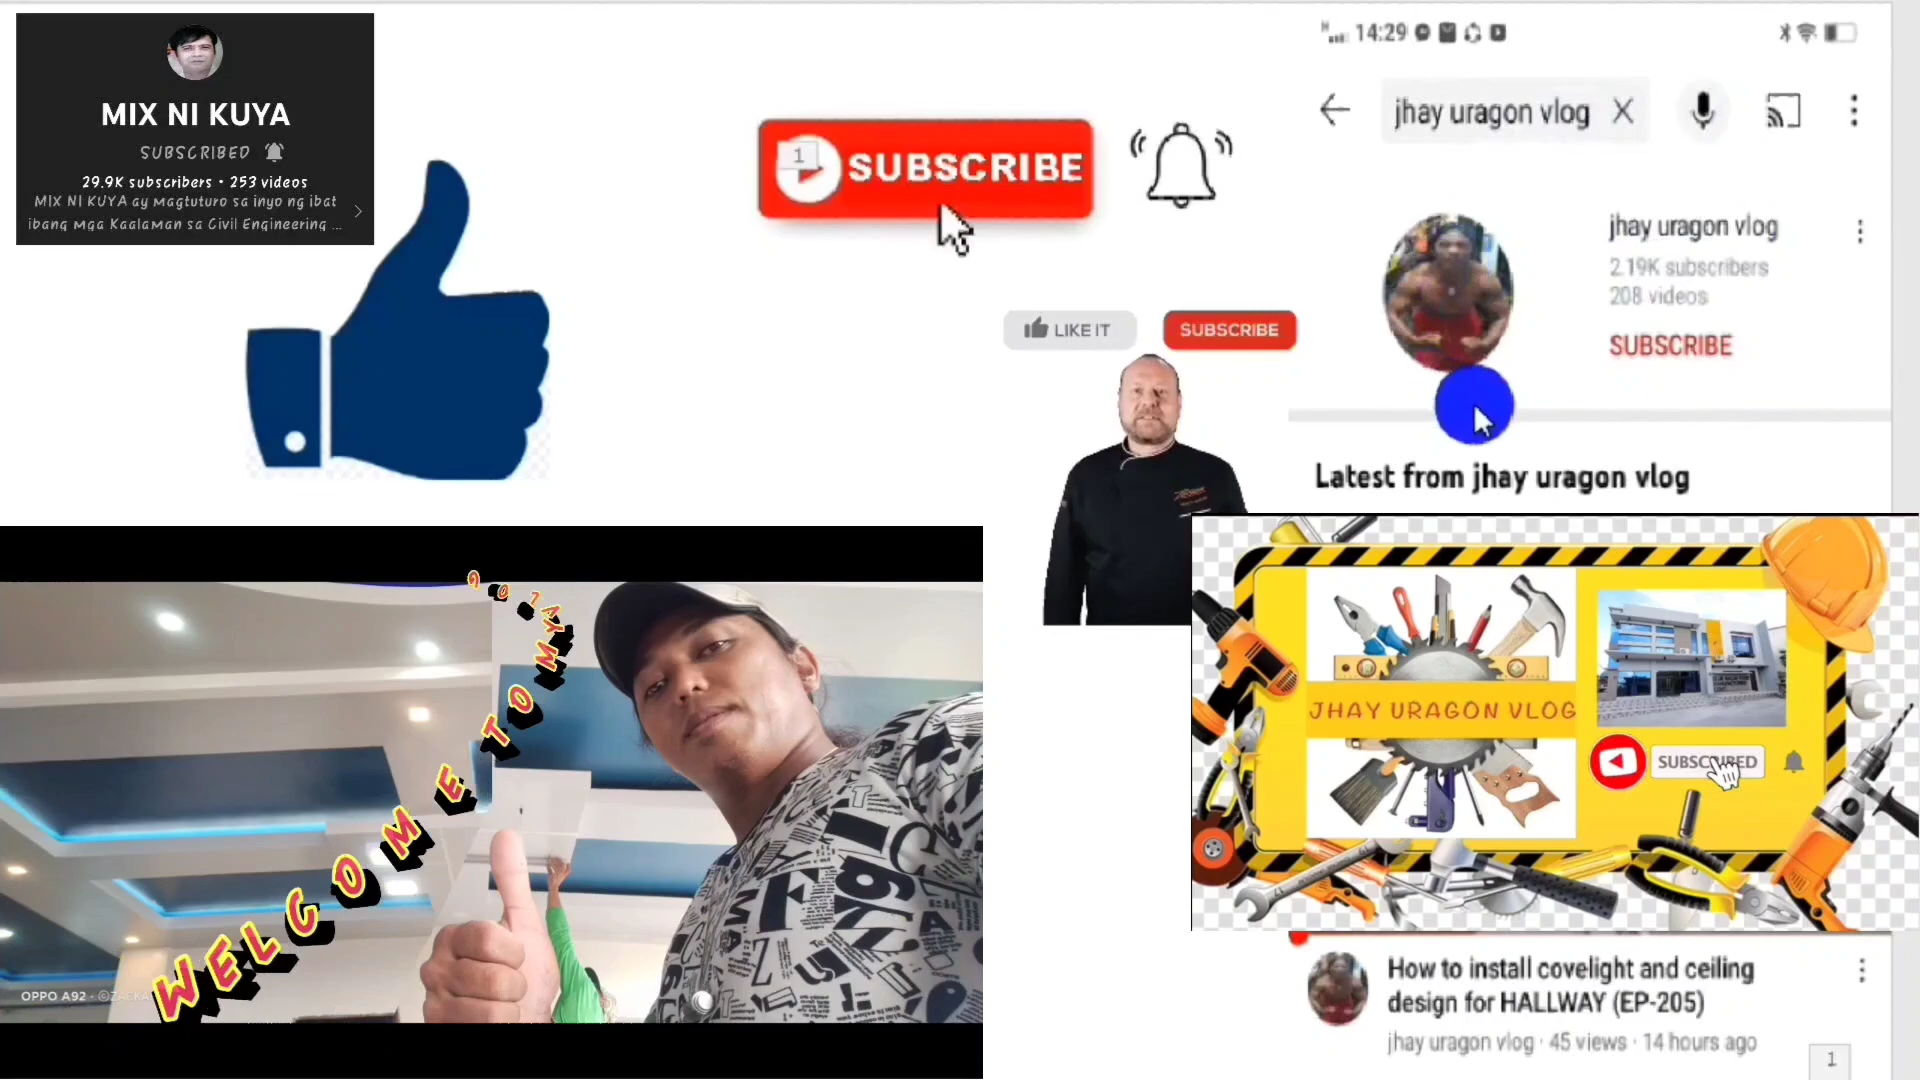 MIX NI KUYA
SUBSCRIBED
29.9K subscribers • 253 videos
MIX NI KUYA ay Magtuturo sa inyo ng ibat
ibang mga Kaalaman sa Civil Engineering ...
1
SUBSCRIBE
LIKE IT
SUBSCRIBE
14:29
jhay uragon vlog
jhay uragon vlog
2.19K subscribers
208 videos
SUBSCRIBE
Latest from jhay uragon vlog
WELCOME TO MY
OPPO A92
JHAY URAGON VLOG
SUBSCRIBED
How to install covelight and ceiling
design for HALLWAY (EP-205)
jhay uragon vlog · 45 views · 14 hours ago
1